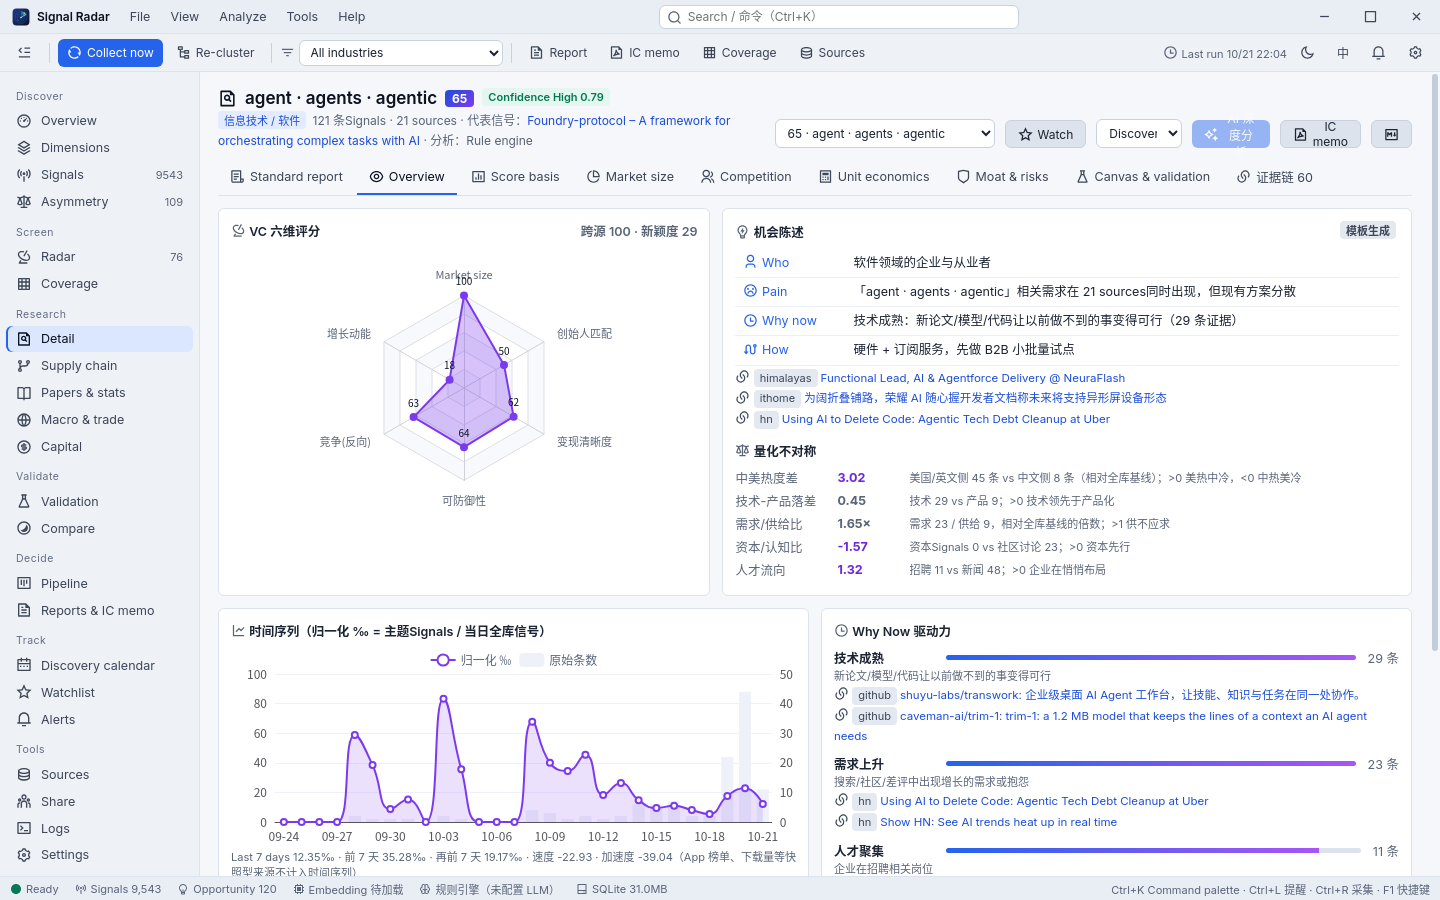 Signal Radar File View Analyze Tools Help Search / 命令（Ctrl+K）
Collect now Re-cluster All industries Report IC memo Coverage Sources Last run 10/21 22:04 中
Discover
Overview
Dimensions
Signals 9543
Asymmetry 109
Screen
Radar 76
Coverage
Research
Detail
Supply chain
Papers & stats
Macro & trade
Capital
Validate
Validation
Compare
Decide
Pipeline
Reports & IC memo
Track
Discovery calendar
Watchlist
Alerts
Tools
Sources
Share
Logs
Settings
agent · agents · agentic 65 Confidence High 0.79
信息技术 / 软件 121 条Signals · 21 sources · 代表信号：Foundry-protocol – A framework for
orchestrating complex tasks with AI · 分析：Rule engine
65 · agent · agents · agentic Watch Discover
度分
IC
memo
Standard report Overview Score basis Market size Competition Unit economics Moat & risks Canvas & validation 证据链 60
VC 六维评分 跨源 100 · 新颖度 29
Market size
100
增长动能 创始人匹配
50
18
63 62
竞争(反向) 变现清晰度
64
可防御性
机会陈述 模板生成
Who 软件领域的企业与从业者
Pain 「agent · agents · agentic」相关需求在 21 sources同时出现，但现有方案分散
Why now 技术成熟：新论文/模型/代码让以前做不到的事变得可行（29 条证据）
How 硬件 + 订阅服务，先做 B2B 小批量试点
himalayas Functional Lead, AI & Agentforce Delivery @ NeuraFlash
ithome 为阔折叠铺路，荣耀 AI 随心握开发者文档称未来将支持异形屏设备形态
hn Using AI to Delete Code: Agentic Tech Debt Cleanup at Uber
量化不对称
中美热度差 3.02 美国/英文侧 45 条 vs 中文侧 8 条（相对全库基线）；>0 美热中冷，<0 中热美冷
技术-产品落差 0.45 技术 29 vs 产品 9；>0 技术领先于产品化
需求/供给比 1.65× 需求 23 / 供给 9，相对全库基线的倍数；>1 供不应求
资本/认知比 -1.57 资本Signals 0 vs 社区讨论 23；>0 资本先行
人才流向 1.32 招聘 11 vs 新闻 48；>0 企业在悄悄布局
时间序列（归一化 ‰ = 主题Signals / 当日全库信号）
归一化 ‰ 原始条数
100 50
80 40
60 30
40 20
20 10
0 0
09-24 09-27 09-30 10-03 10-06 10-09 10-12 10-15 10-18 10-21
Last 7 days 12.35‰ · 前 7 天 35.28‰ · 再前 7 天 19.17‰ · 速度 -22.93 · 加速度 -39.04（App 榜单、下载量等快
照型来源不计入时间序列）
Why Now 驱动力
技术成熟 29 条
新论文/模型/代码让以前做不到的事变得可行
github shuyu-labs/transwork: 企业级桌面 AI Agent 工作台，让技能、知识与任务在同一处协作。
github caveman-ai/trim-1: trim-1: a 1.2 MB model that keeps the lines of a context an AI agent
needs
需求上升 23 条
搜索/社区/差评中出现增长的需求或抱怨
hn Using AI to Delete Code: Agentic Tech Debt Cleanup at Uber
hn Show HN: See AI trends heat up in real time
人才聚集 11 条
企业在招聘相关岗位
Ready Signals 9,543 Opportunity 120 Embedding 待加载 规则引擎（未配置 LLM） SQLite 31.0MB Ctrl+K Command palette · Ctrl+L 提醒 · Ctrl+R 采集 · F1 快捷键